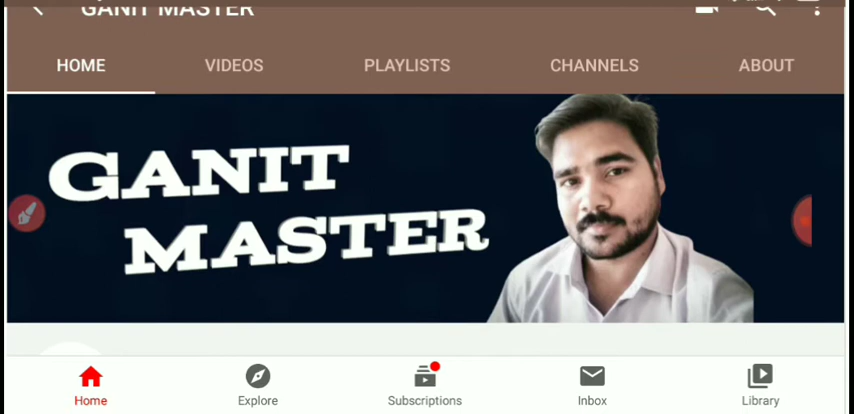 GANIT MASTER
HOME VIDEOS PLAYLISTS CHANNELS ABOUT
GANIT
MASTER
Home Explore Subscriptions Inbox Library